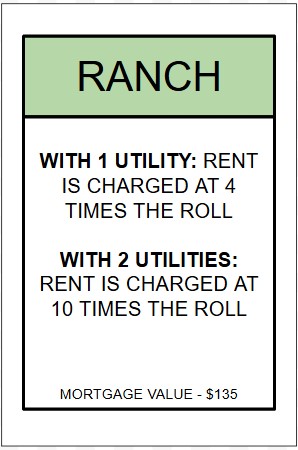 RANCH
WITH 1 UTILITY: RENT
IS CHARGED AT 4
TIMES THE ROLL
WITH 2 UTILITIES:
RENT IS CHARGED AT
10 TIMES THE ROLL
MORTGAGE VALUE - $135